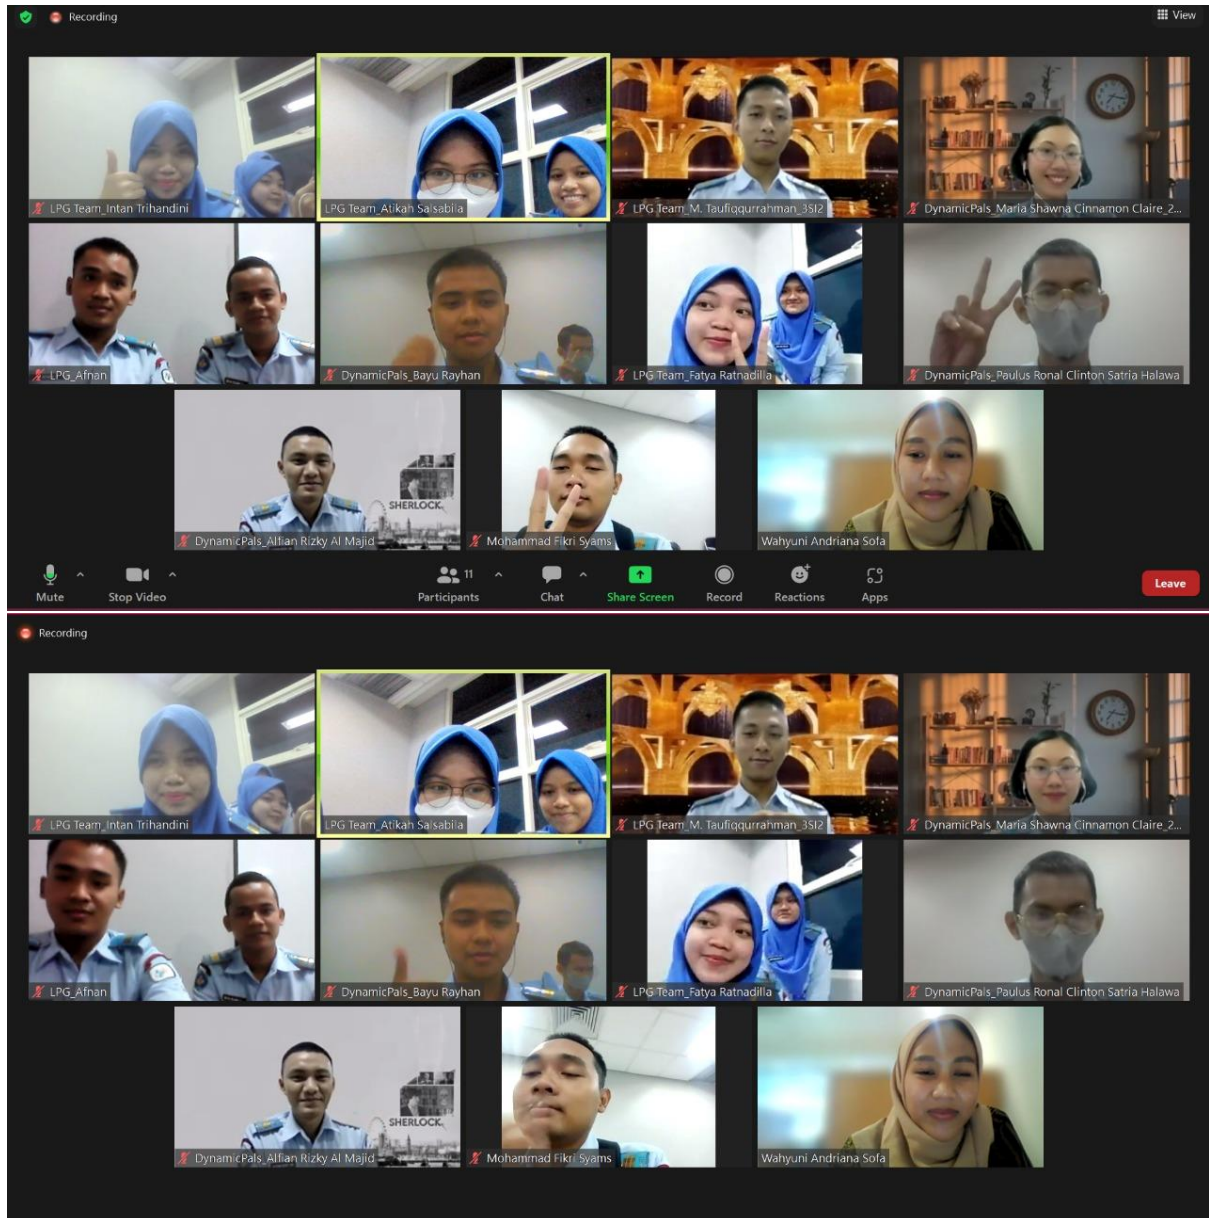 Recording
View
LPG Team_Intan Trihandini
LPG Team_Atikah Salsabila
LPG Team_M. Taufiqqurrahman_3SI2
DynamicPals_Maria Shawna Cinnamon Claire_2...
LPG_Afnan
DynamicPals_Bayu Rayhan
LPG Team_Fatya Ratnadilla
DynamicPals_Paulus Ronal Clinton Satria Halawa
SHERLOCK
DynamicPals_Alfian Rizky Al Majid
Mohammad Fikri Syams
Wahyuni Andriana Sofa
Mute
Stop Video
11
Participants
Chat
Share Screen
Record
Reactions
Apps
Leave
Recording
LPG Team_Intan Trihandini
LPG Team_Atikah Salsabila
LPG Team_M. Taufiqqurrahman_3SI2
DynamicPals_Maria Shawna Cinnamon Claire_2...
LPG_Afnan
DynamicPals_Bayu Rayhan
LPG Team_Fatya Ratnadilla
DynamicPals_Paulus Ronal Clinton Satria Halawa
SHERLOCK
DynamicPals_Alfian Rizky Al Majid
Mohammad Fikri Syams
Wahyuni Andriana Sofa